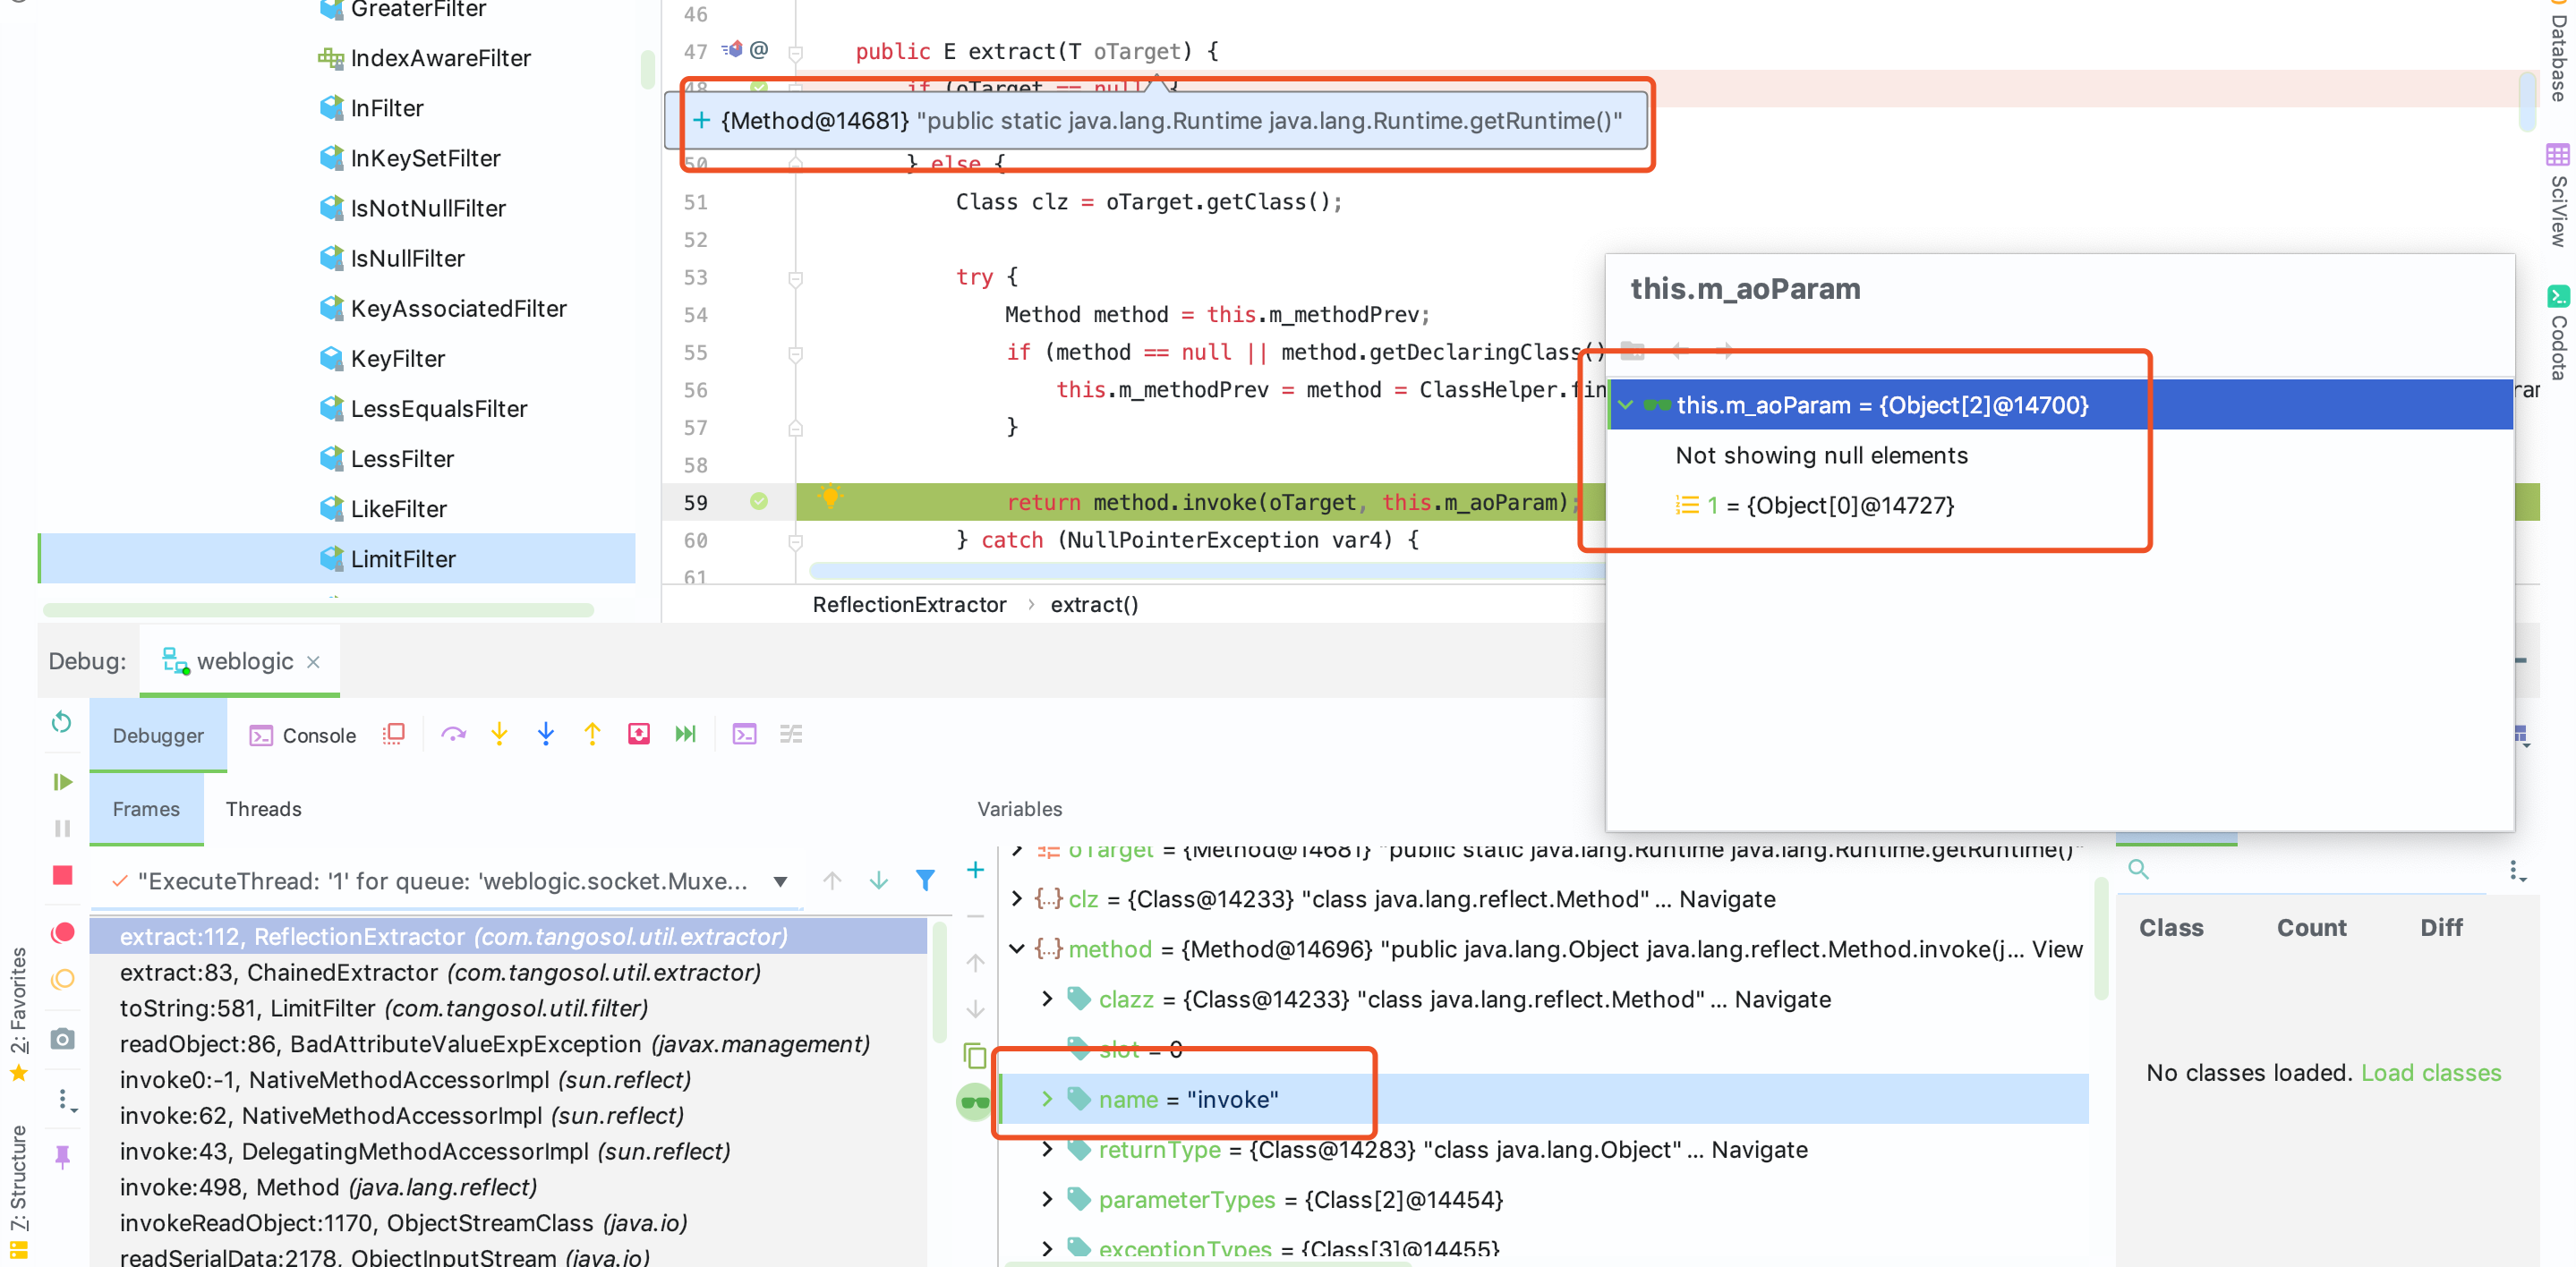 GreaterFilter
IndexAwareFilter
InFilter
InKeySetFilter
IsNotNullFilter
IsNullFilter
KeyAssociatedFilter
KeyFilter
LessEqualsFilter
LessFilter
LikeFilter
LimitFilter
46
47 @ public E extract(T oTarget) {
48 if (oTarget == null {
+ {Method@14681} "public static java.lang.Runtime java.lang.Runtime.getRuntime()"
50 } else {
51 Class clz = oTarget.getClass();
52
53 try {
54 Method method = this.m_methodPrev;
55 if (method == null || method.getDeclaringClass()
56 this.m_methodPrev = method = ClassHelper.fin
57 }
58
59 return method.invoke(oTarget, this.m_aoParam);
60 } catch (NullPointerException var4) {
61
ReflectionExtractor › extract()
this.m_aoParam
this.m_aoParam = {Object[2]@14700}
Not showing null elements
1 = {Object[0]@14727}
Database
SciView
Codota
Debug: weblogic ×
Debugger Console
Frames Threads
"ExecuteThread: '1' for queue: 'weblogic.socket.Muxe...
extract:112, ReflectionExtractor (com.tangosol.util.extractor)
extract:83, ChainedExtractor (com.tangosol.util.extractor)
toString:581, LimitFilter (com.tangosol.util.filter)
readObject:86, BadAttributeValueExpException (javax.management)
invoke0:-1, NativeMethodAccessorImpl (sun.reflect)
invoke:62, NativeMethodAccessorImpl (sun.reflect)
invoke:43, DelegatingMethodAccessorImpl (sun.reflect)
invoke:498, Method (java.lang.reflect)
invokeReadObject:1170, ObjectStreamClass (java.io)
readSerialData:2178, ObjectInputStream (java.io)
Variables
oTarget = {Method@14681} "public static java.lang.Runtime java.lang.Runtime.getRuntime()"
clz = {Class@14233} "class java.lang.reflect.Method" ... Navigate
method = {Method@14696} "public java.lang.Object java.lang.reflect.Method.invoke(j... View
clazz = {Class@14233} "class java.lang.reflect.Method" ... Navigate
slot = 0
name = "invoke"
returnType = {Class@14283} "class java.lang.Object" ... Navigate
parameterTypes = {Class[2]@14454}
exceptionTypes = {Class[3]@14455}
Class Count Diff
No classes loaded. Load classes
2: Favorites
7: Structure